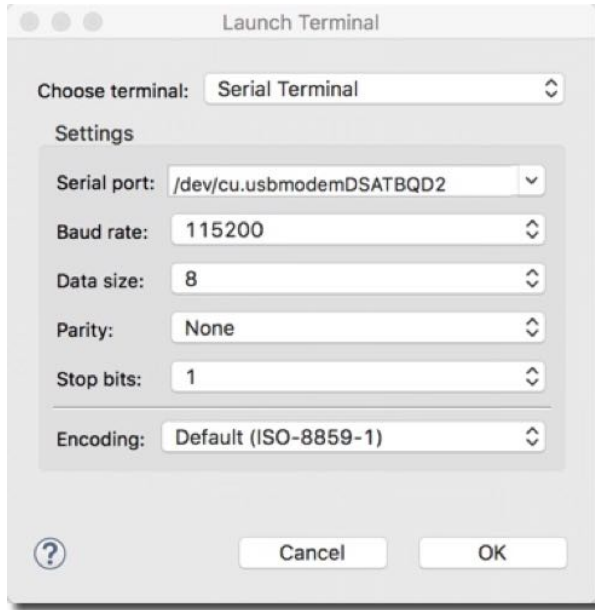 Launch Terminal
Choose terminal: Serial Terminal
Settings
Serial port: /dev/cu.usbmodemDSATBQD2
Baud rate: 115200
Data size: 8
Parity: None
Stop bits: 1
Encoding: Default (ISO-8859-1)
? Cancel OK